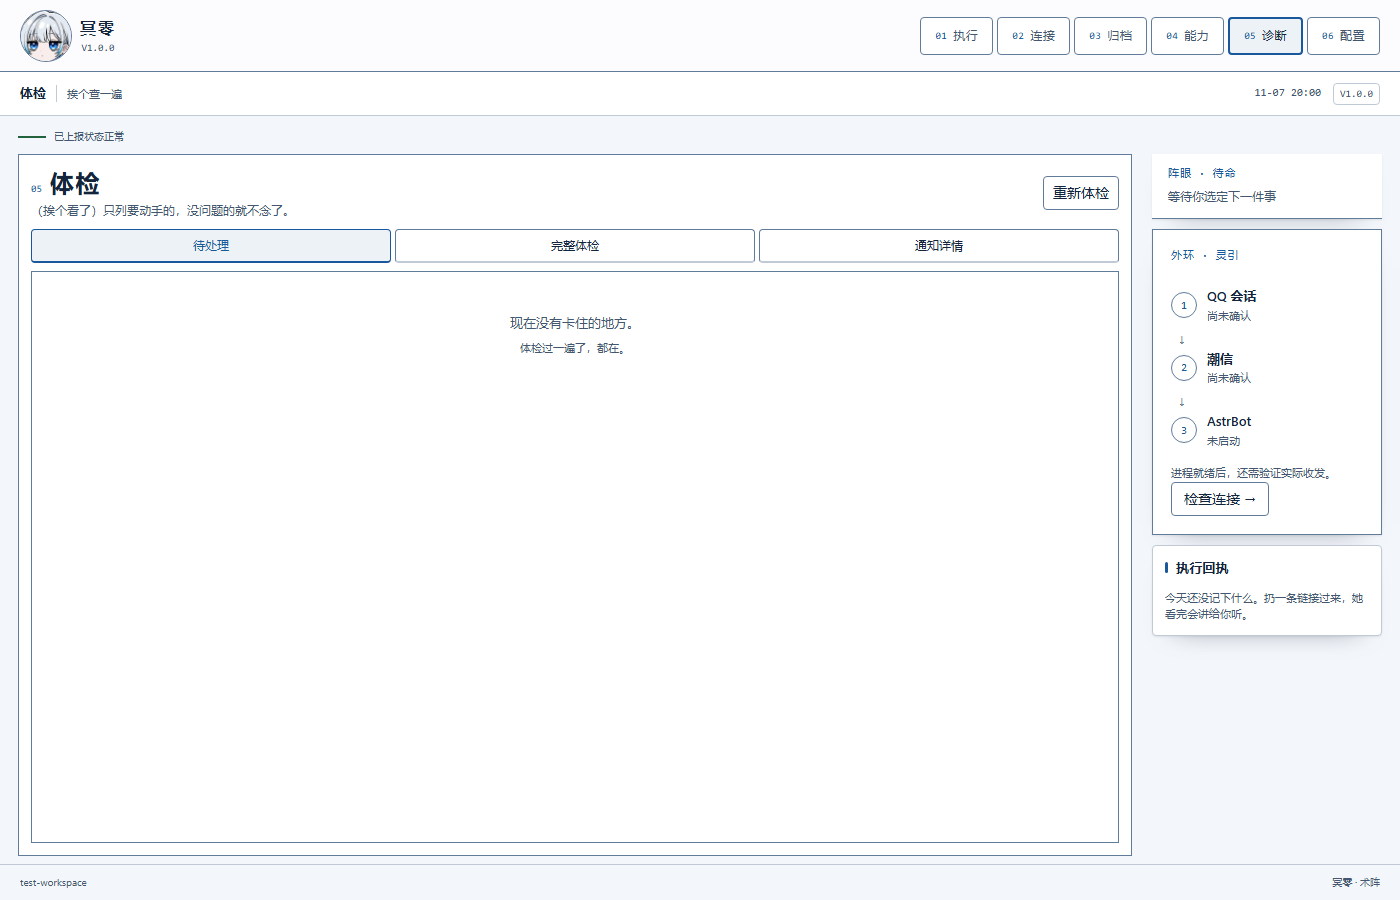 冥零
V1.0.0
01 执行
02 连接
03 归档
04 能力
05 诊断
06 配置
体检
挨个查一遍
11-07 20:00
V1.0.0
已上报状态正常
05 体检
（挨个看了）只列要动手的，没问题的就不念了。
重新体检
待处理
完整体检
通知详情
现在没有卡住的地方。
体检过一遍了，都在。
阵眼 · 待命
等待你选定下一件事
外环 · 灵引
1
QQ 会话
尚未确认
↓
2
潮信
尚未确认
↓
3
AstrBot
未启动
进程就绪后，还需验证实际收发。
检查连接 →
执行回执
今天还没记下什么。扔一条链接过来，她
看完会讲给你听。
test-workspace
冥零 · 术阵